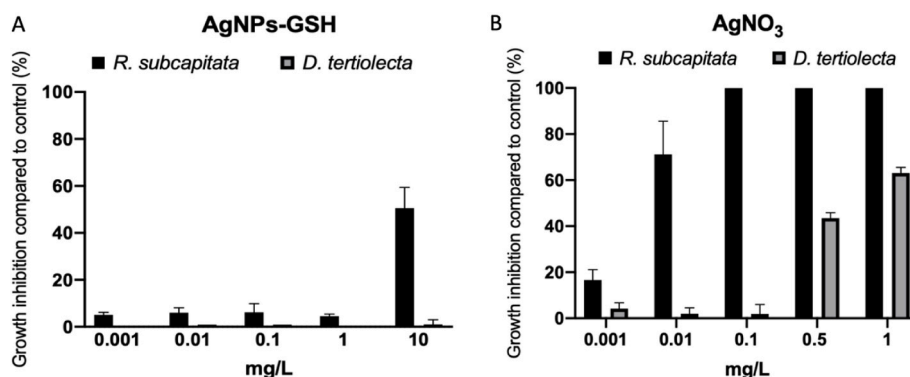 A
AgNPs-GSH
R. subcapitata D. tertiolecta
Growth inhibition compared to control (%)
100
80
60
40
20
0
0.001 0.01 0.1 1 10
mg/L
B
AgNO₃
R. subcapitata D. tertiolecta
Growth inhibition compared to control (%)
100
80
60
40
20
0
0.001 0.01 0.1 0.5 1
mg/L